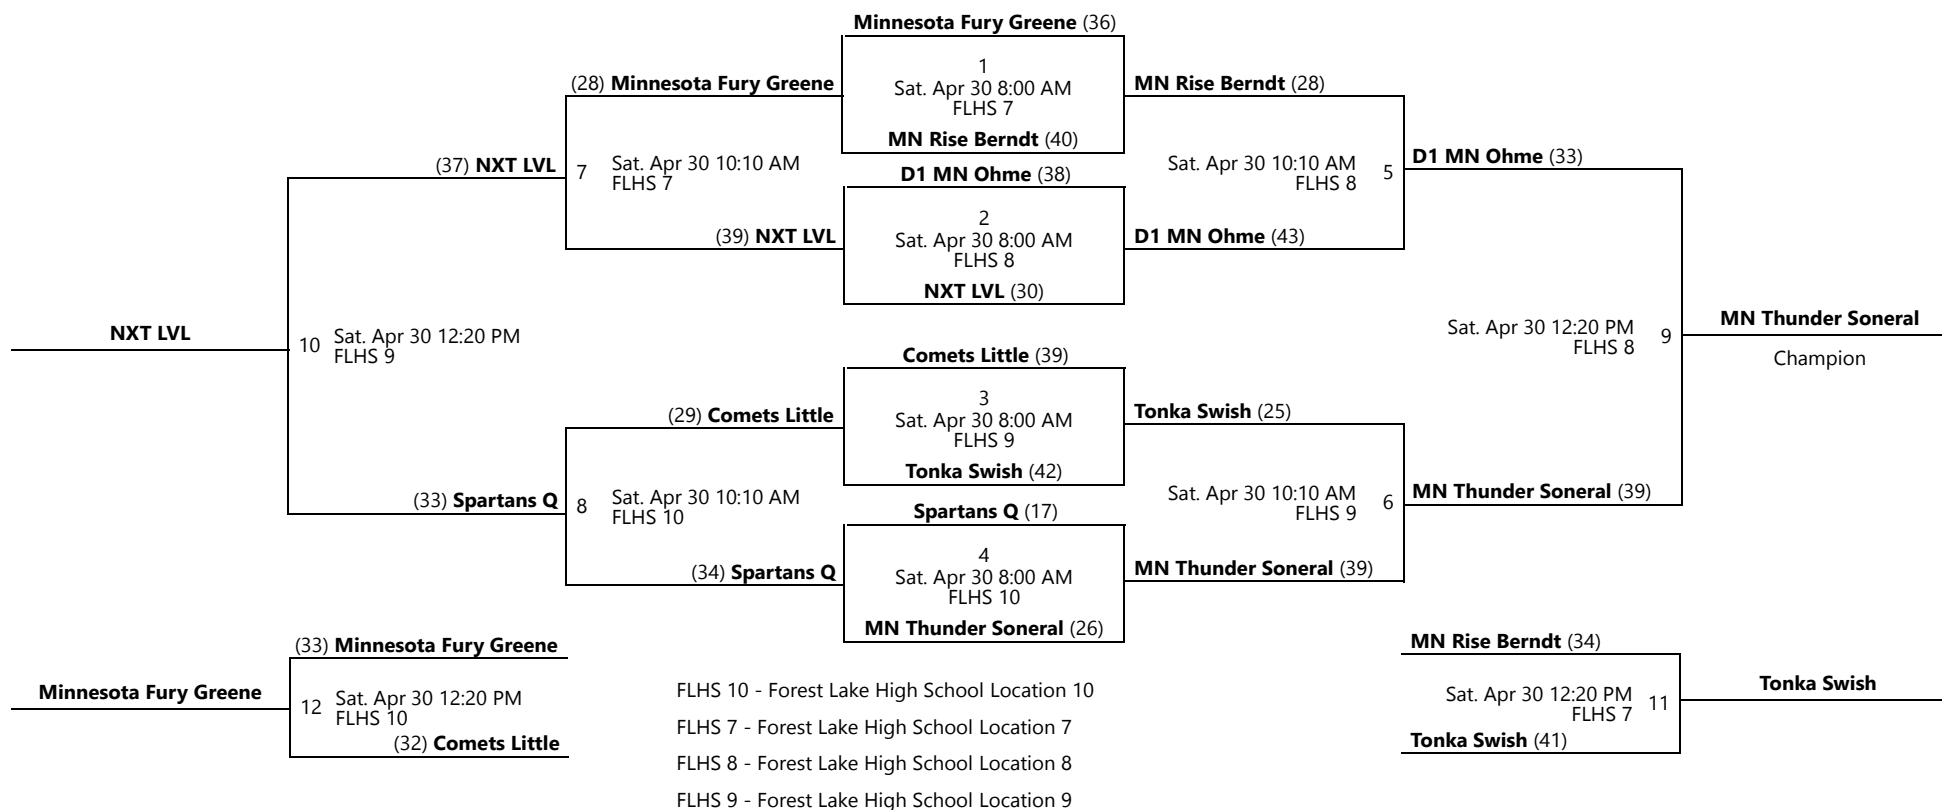 Minnesota Fury Greene (36)
1
Sat. Apr 30 8:00 AM
FLHS 7
MN Rise Berndt (40)
D1 MN Ohme (38)
2
Sat. Apr 30 8:00 AM
FLHS 8
NXT LVL (30)
Comets Little (39)
3
Sat. Apr 30 8:00 AM
FLHS 9
Tonka Swish (42)
Spartans Q (17)
4
Sat. Apr 30 8:00 AM
FLHS 10
MN Thunder Soneral (26)
(28) Minnesota Fury Greene
7 Sat. Apr 30 10:10 AM
FLHS 7
(39) NXT LVL
(29) Comets Little
8 Sat. Apr 30 10:10 AM
FLHS 10
(34) Spartans Q
(37) NXT LVL
10 Sat. Apr 30 12:20 PM
FLHS 9
(33) Spartans Q
NXT LVL
MN Rise Berndt (28)
Sat. Apr 30 10:10 AM 5
FLHS 8
D1 MN Ohme (43)
Tonka Swish (25)
Sat. Apr 30 10:10 AM 6
FLHS 9
MN Thunder Soneral (39)
D1 MN Ohme (33)
Sat. Apr 30 12:20 PM 9
FLHS 8
MN Thunder Soneral (39)
MN Thunder Soneral
Champion
(33) Minnesota Fury Greene
12 Sat. Apr 30 12:20 PM
FLHS 10
(32) Comets Little
Minnesota Fury Greene
FLHS 10 - Forest Lake High School Location 10
FLHS 7 - Forest Lake High School Location 7
FLHS 8 - Forest Lake High School Location 8
FLHS 9 - Forest Lake High School Location 9
MN Rise Berndt (34)
Sat. Apr 30 12:20 PM 11
FLHS 7
Tonka Swish (41)
Tonka Swish